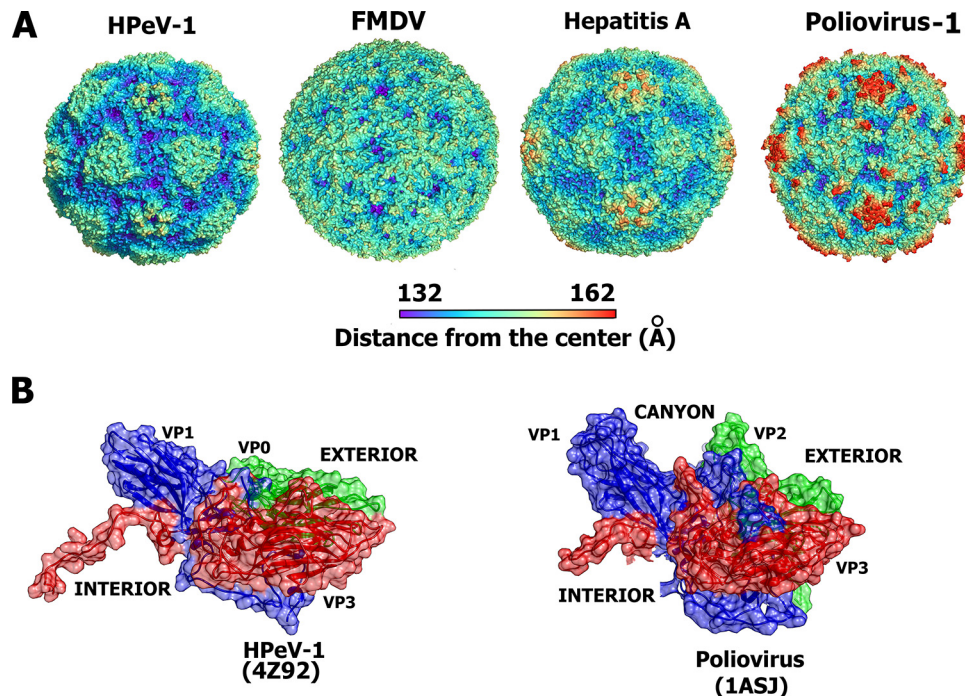 A
HPeV-1
FMDV
Hepatitis A
Poliovirus-1
132
162
Distance from the center (Å)
B
VP1
VP0
EXTERIOR
INTERIOR
VP3
HPeV-1
(4Z92)
CANYON
VP1
VP2
EXTERIOR
INTERIOR
VP3
Poliovirus
(1ASJ)